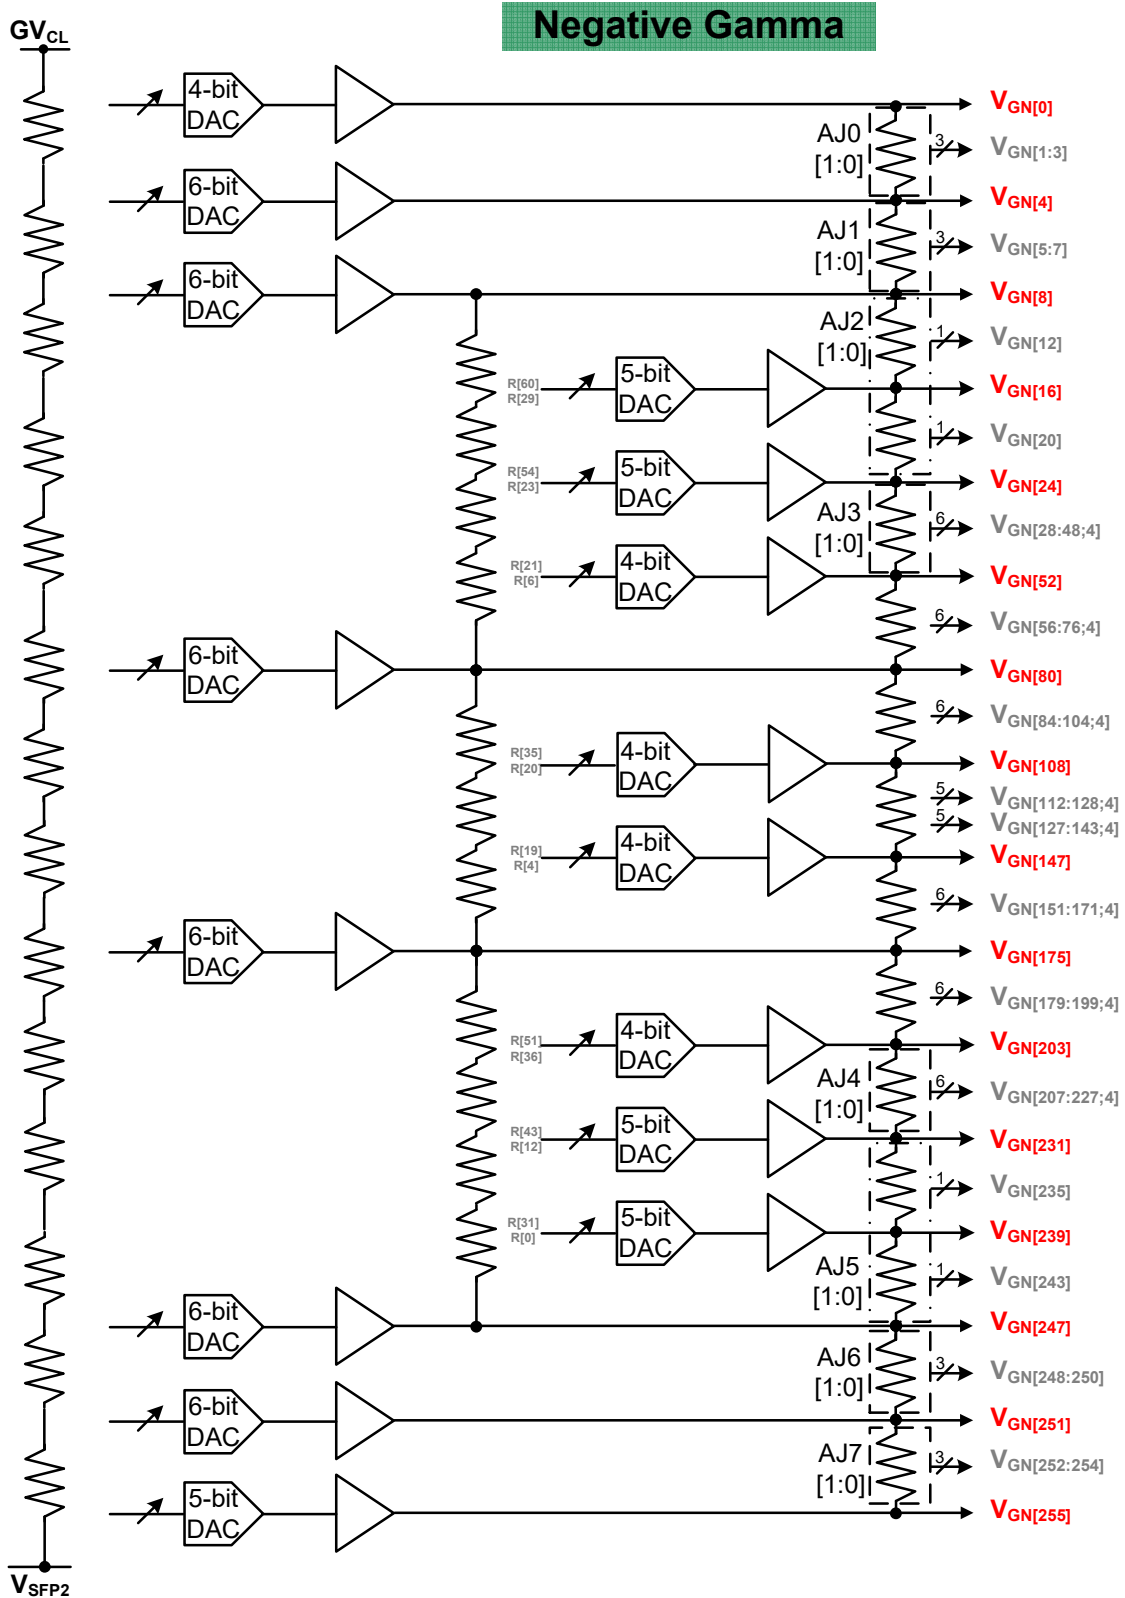 Negative Gamma
GVCL
4-bit
DAC
VGN[0]
AJ0
[1:0]
3
VGN[1:3]
6-bit
DAC
VGN[4]
AJ1
[1:0]
3
VGN[5:7]
6-bit
DAC
VGN[8]
AJ2
[1:0]
1
VGN[12]
R[60]
R[29]
5-bit
DAC
VGN[16]
1
VGN[20]
R[54]
R[23]
5-bit
DAC
VGN[24]
AJ3
[1:0]
6
VGN[28:48;4]
R[21]
R[6]
4-bit
DAC
VGN[52]
6
VGN[56:76;4]
6-bit
DAC
VGN[80]
6
VGN[84:104;4]
R[35]
R[20]
4-bit
DAC
VGN[108]
5
VGN[112:128;4]
5
VGN[127:143;4]
R[19]
R[4]
4-bit
DAC
VGN[147]
6
VGN[151:171;4]
6-bit
DAC
VGN[175]
6
VGN[179:199;4]
R[51]
R[36]
4-bit
DAC
VGN[203]
AJ4
[1:0]
6
VGN[207:227;4]
R[43]
R[12]
5-bit
DAC
VGN[231]
1
VGN[235]
R[31]
R[0]
5-bit
DAC
VGN[239]
AJ5
[1:0]
1
VGN[243]
6-bit
DAC
VGN[247]
AJ6
[1:0]
3
VGN[248:250]
6-bit
DAC
VGN[251]
AJ7
[1:0]
3
VGN[252:254]
5-bit
DAC
VGN[255]
VSFP2